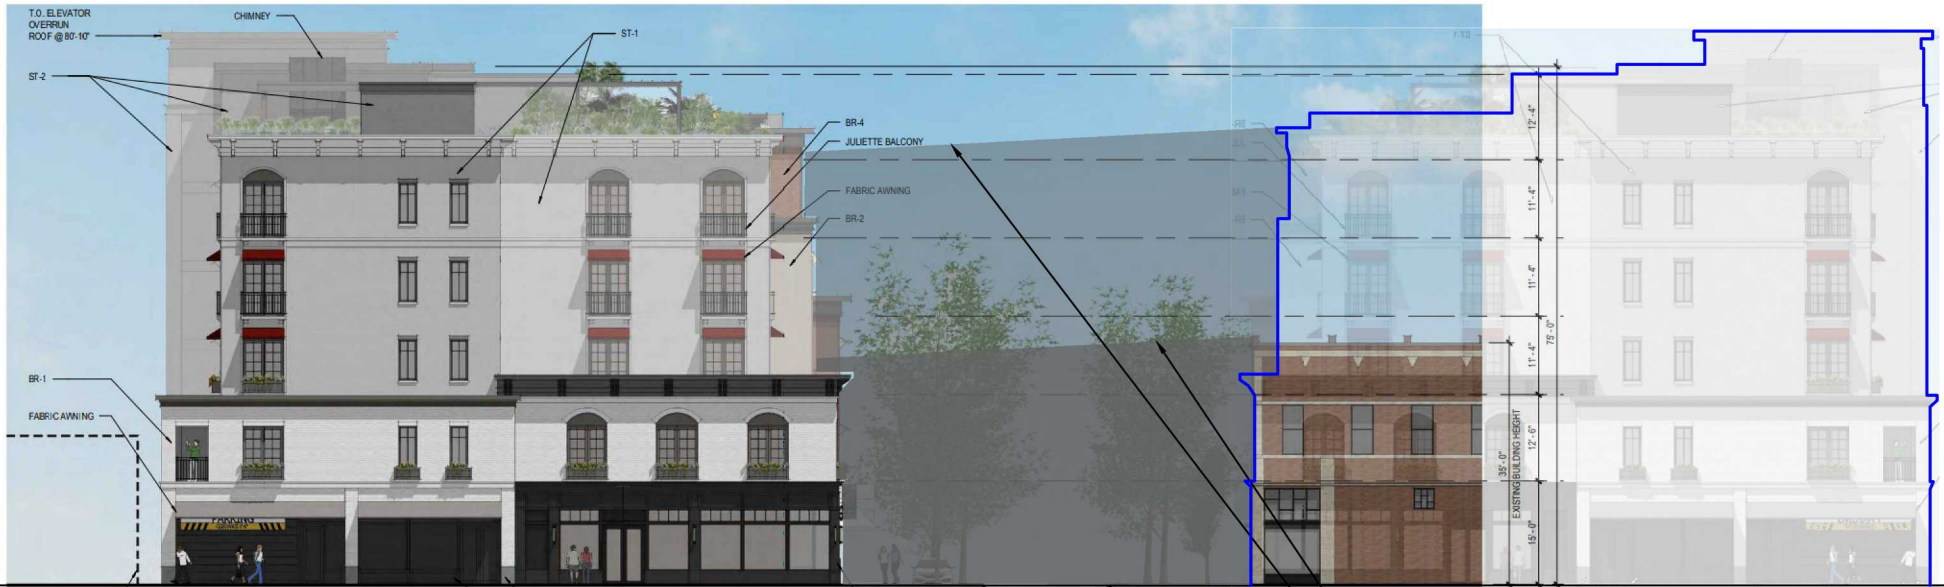 T.O. ELEVATOR
OVERRUN
ROOF @ 80'-10"
CHIMNEY
ST-1
ST-2
BR-4
JULIETTE BALCONY
FABRIC AWNING
BR-2
BR-1
FABRIC AWNING
PARKING
12' - 4"
11' - 4"
11' - 4"
11' - 4"
75' - 0"
12' - 6"
35' - 0"
EXISTING BUILDING HEIGHT
15' - 0"